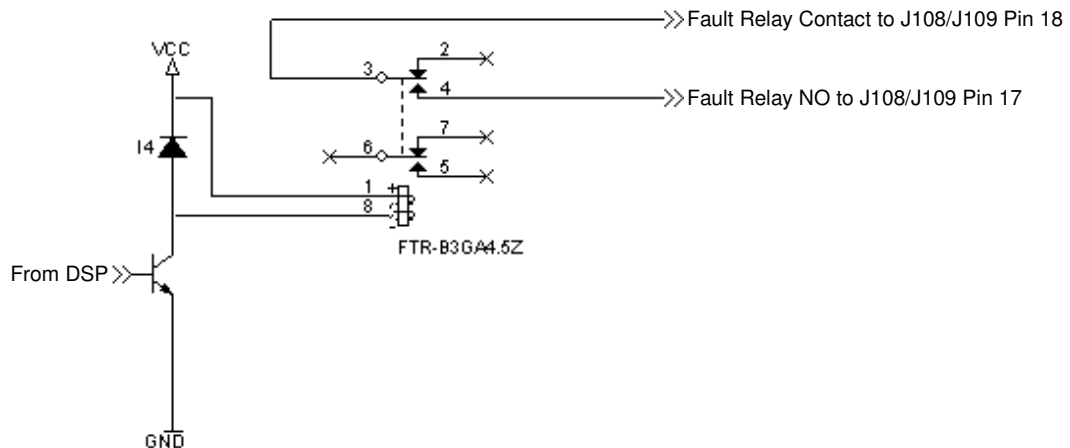 Fault Relay Contact to J108/J109 Pin 18
VCC
2
3
4
Fault Relay NO to J108/J109 Pin 17
7
I4
6
5
1 +
8 -
FTR-B3GA4.5Z
From DSP
GND